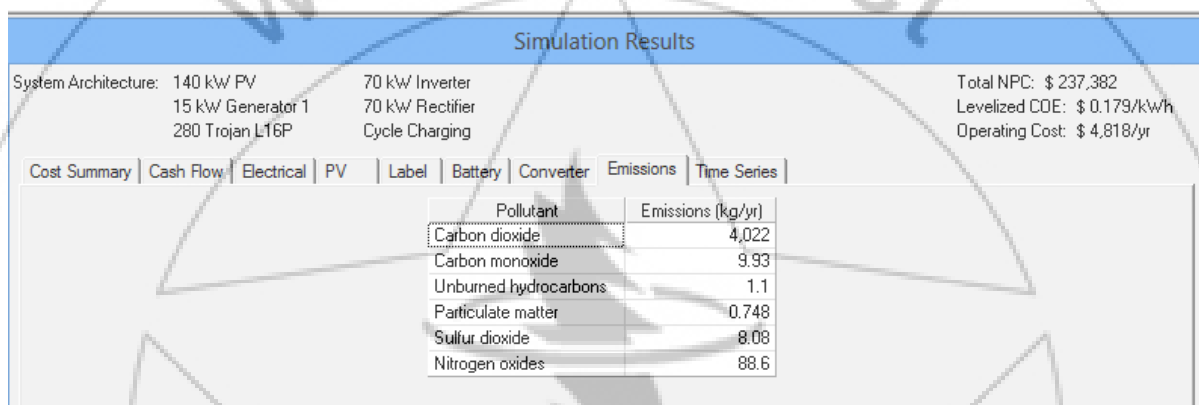 Simulation Results
System Architecture: 140 kW PV 70 kW Inverter Total NPC: $ 237,382
15 kW Generator 1 70 kW Rectifier Levelized COE: $ 0.179/kWh
280 Trojan L16P Cycle Charging Operating Cost: $ 4,818/yr
Cost Summary Cash Flow Electrical PV Label Battery Converter Emissions Time Series
Pollutant Emissions (kg/yr)
Carbon dioxide 4,022
Carbon monoxide 9.93
Unburned hydrocarbons 1.1
Particulate matter 0.748
Sulfur dioxide 8.08
Nitrogen oxides 88.6